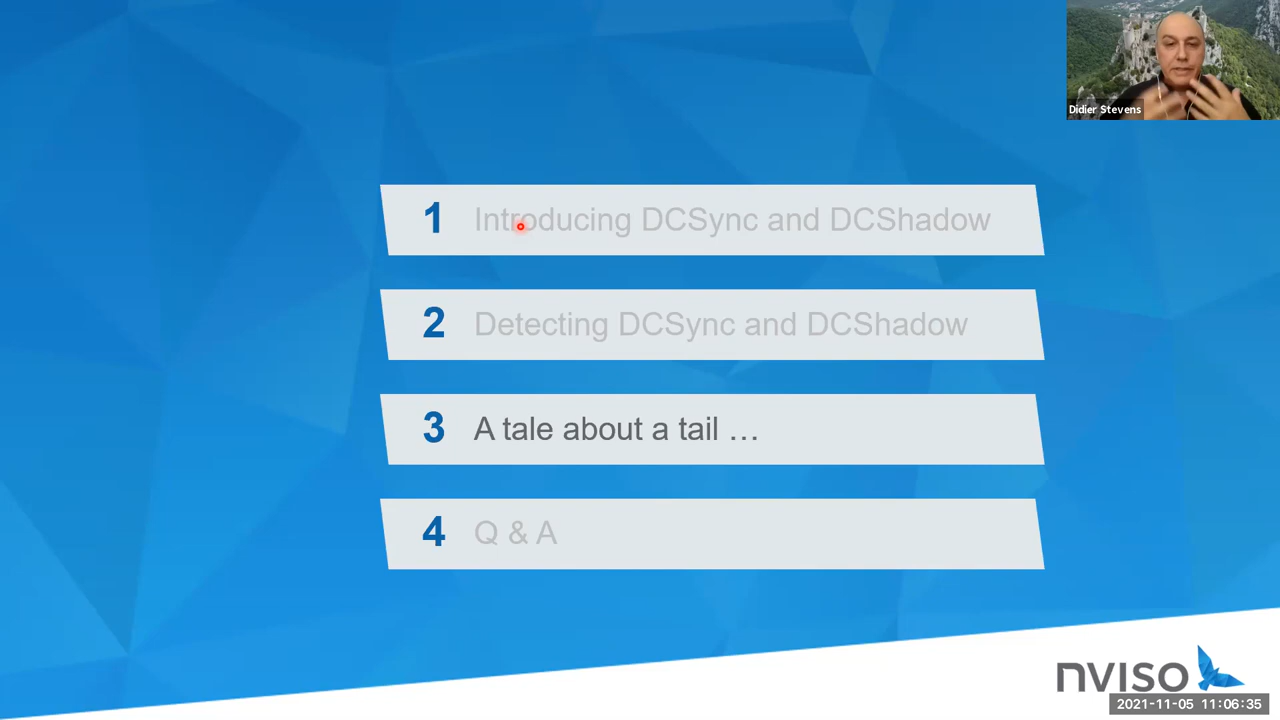 Didier Stevens
1 Introducing DCSync and DCShadow
2 Detecting DCSync and DCShadow
3 A tale about a tail …
4 Q & A
nviso
2021-11-05 11:06:35